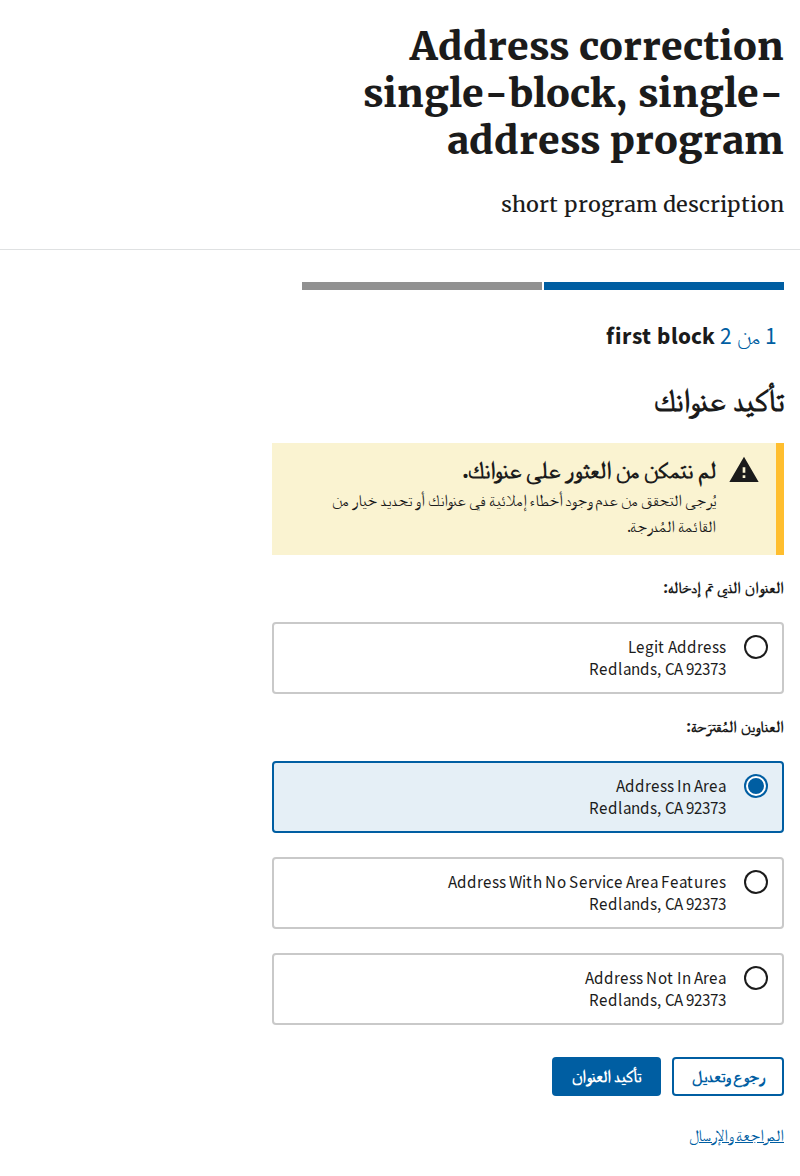 Address correction
single-block, single-
address program
short program description
1 من 2 first block
تأكيد عنوانك
لم نتمكن من العثور على عنوانك.
يُرجى التحقق من عدم وجود أخطاء إملائية في عنوانك أو تحديد خيار من
القائمة المُدرجة.
العنوان الذي تم إدخاله:
Legit Address
Redlands, CA 92373
العناوين المُقترَحة:
Address In Area
Redlands, CA 92373
Address With No Service Area Features
Redlands, CA 92373
Address Not In Area
Redlands, CA 92373
رجوع وتعديل
تأكيد العنوان
المراجعة والإرسال